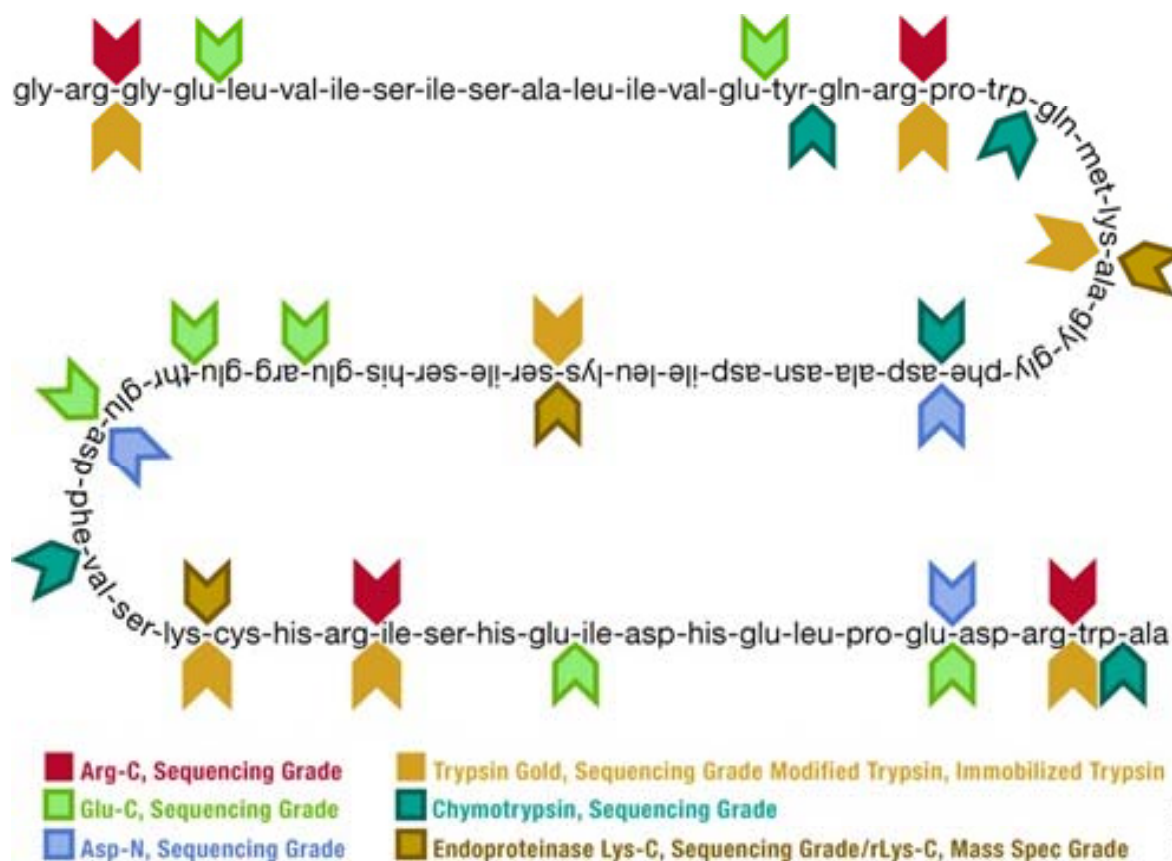 gly-arg-gly-glu-leu-val-ile-ser-ile-ser-ala-leu-ile-val-glu-tyr-gln-arg-pro-trp-gln-met-lys-ala-gly-gly-
phe-asp-ala-asn-asp-ile-leu-lys-ser-ile-ser-his-glu-arg-glu-thr-glu-asp-phe-val-ser-
lys-cys-his-arg-ile-ser-his-glu-ile-asp-his-glu-leu-pro-glu-asp-arg-trp-ala
Arg-C, Sequencing Grade
Glu-C, Sequencing Grade
Asp-N, Sequencing Grade
Trypsin Gold, Sequencing Grade Modified Trypsin, Immobilized Trypsin
Chymotrypsin, Sequencing Grade
Endoproteinase Lys-C, Sequencing Grade/rLys-C, Mass Spec Grade